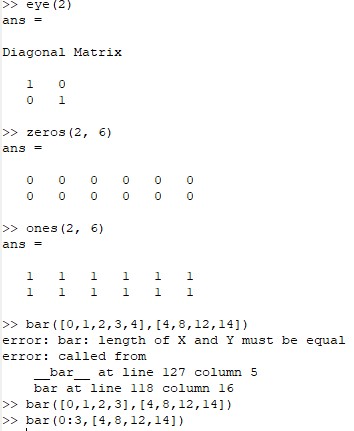 >> eye(2)
ans =
Diagonal Matrix
1 0
0 1
>> zeros(2, 6)
ans =
0 0 0 0 0 0
0 0 0 0 0 0
>> ones(2, 6)
ans =
1 1 1 1 1 1
1 1 1 1 1 1
>> bar([0,1,2,3,4],[4,8,12,14])
error: bar: length of X and Y must be equal
error: called from
__bar__ at line 127 column 5
bar at line 118 column 16
>> bar([0,1,2,3],[4,8,12,14])
>> bar(0:3,[4,8,12,14])